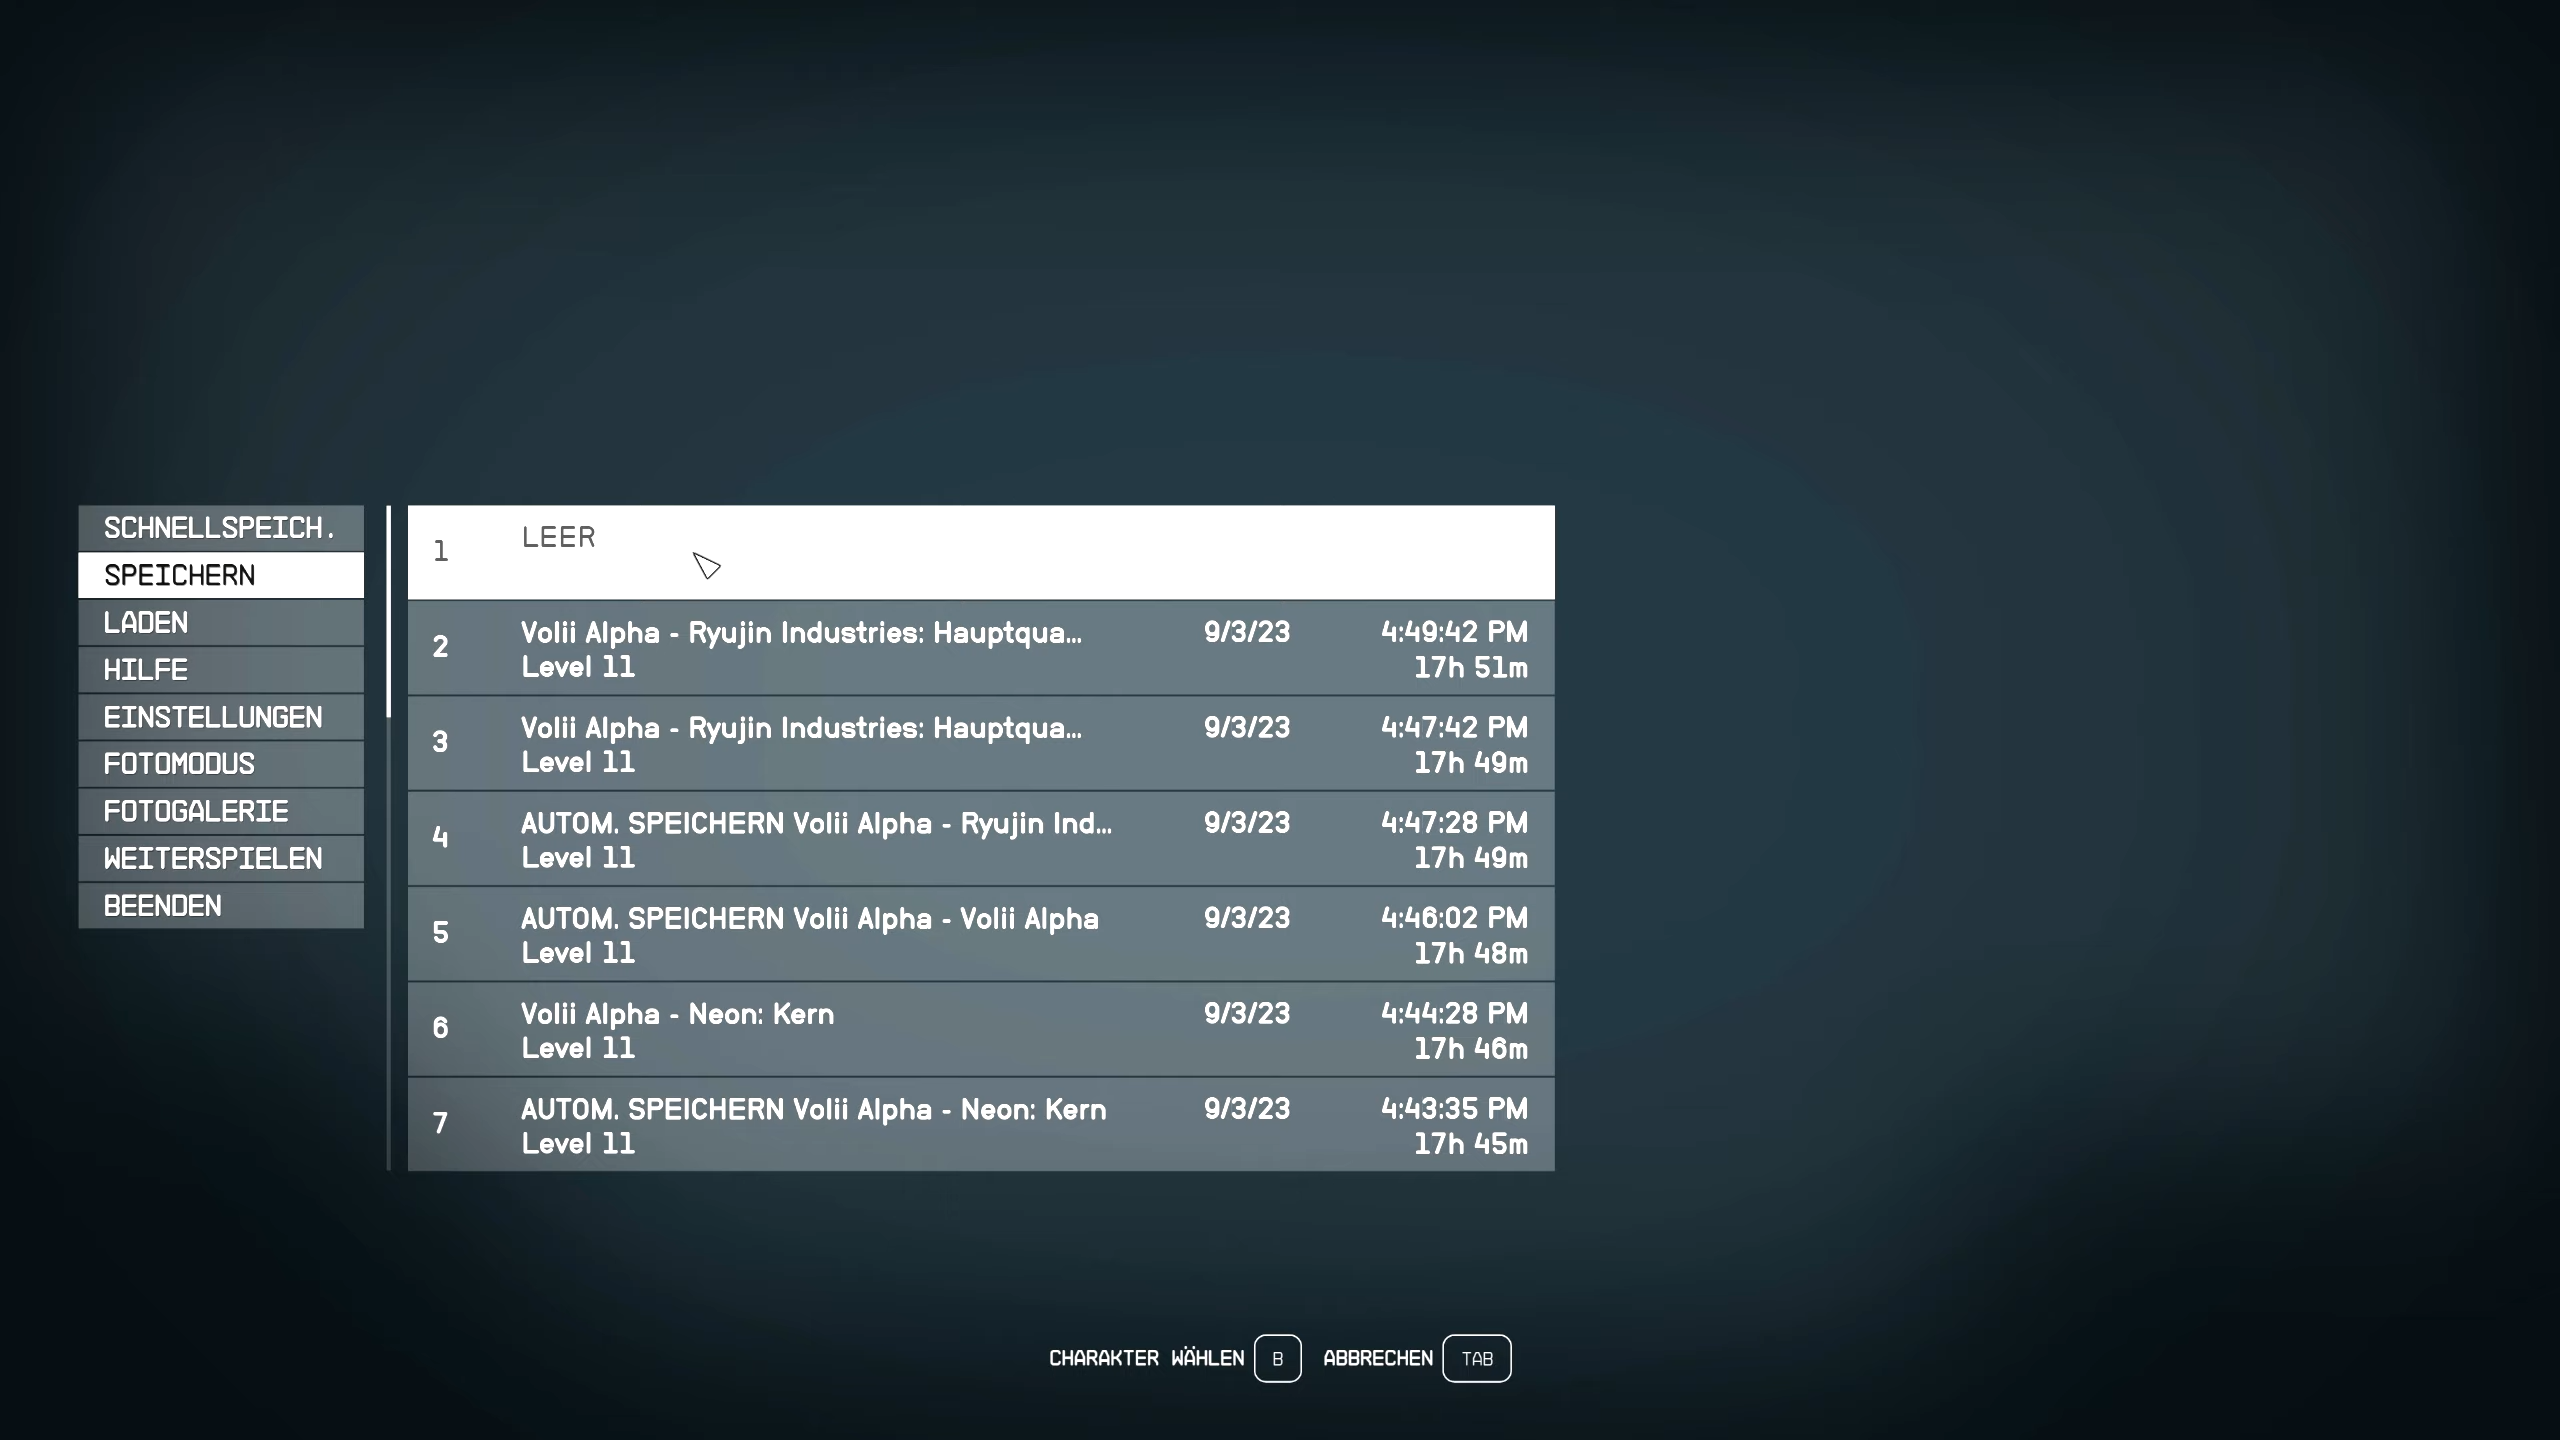 SCHNELLSPEICH.
SPEICHERN
LADEN
HILFE
EINSTELLUNGEN
FOTOMODUS
FOTOGALERIE
WEITERSPIELEN
BEENDEN
1 LEER
2 Volii Alpha - Ryujin Industries: Hauptqua... 9/3/23 4:49:42 PM
Level 11 17h 51m
3 Volii Alpha - Ryujin Industries: Hauptqua... 9/3/23 4:47:42 PM
Level 11 17h 49m
4 AUTOM. SPEICHERN Volii Alpha - Ryujin Ind... 9/3/23 4:47:28 PM
Level 11 17h 49m
5 AUTOM. SPEICHERN Volii Alpha - Volii Alpha 9/3/23 4:46:02 PM
Level 11 17h 48m
6 Volii Alpha - Neon: Kern 9/3/23 4:44:28 PM
Level 11 17h 46m
7 AUTOM. SPEICHERN Volii Alpha - Neon: Kern 9/3/23 4:43:35 PM
Level 11 17h 45m
CHARAKTER WÄHLEN B ABBRECHEN TAB